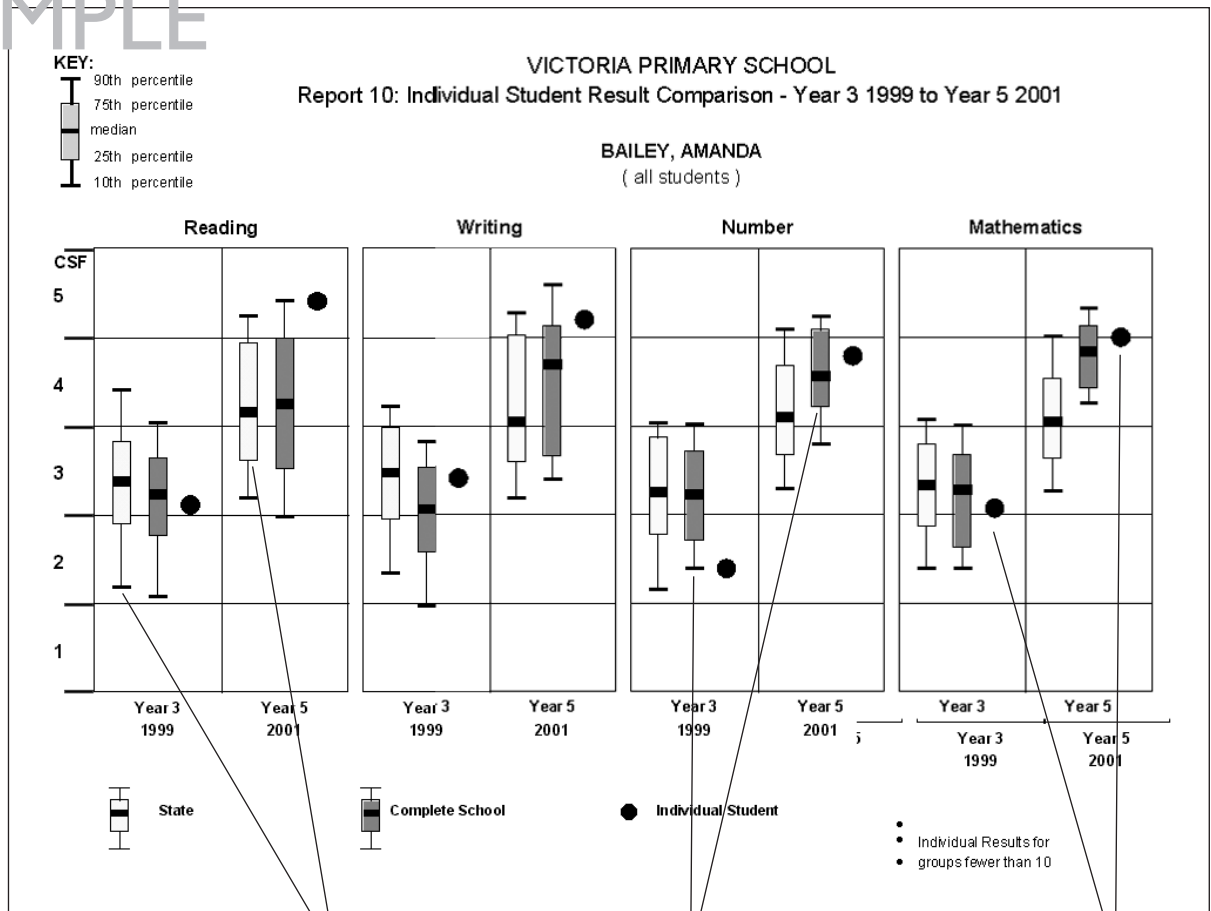 MPLE
KEY:
90th percentile
75th percentile
median
25th percentile
10th percentile
VICTORIA PRIMARY SCHOOL
Report 10: Individual Student Result Comparison - Year 3 1999 to Year 5 2001
BAILEY, AMANDA
( all students )
Reading Writing Number Mathematics
CSF
5
4
3
2
1
Year 3 Year 5 Year 3 Year 5 Year 3 Year 5 Year 3 Year 5
1999 2001 1999 2001 1999 2001 5 Year 3 Year 5
1999 2001
State Complete School Individual Student
Individual Results for
groups fewer than 10